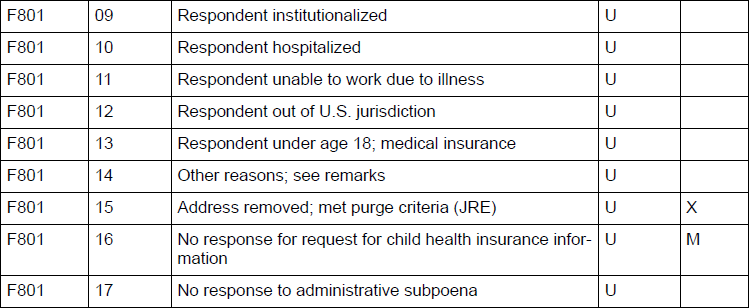 F801 09 Respondent institutionalized U
F801 10 Respondent hospitalized U
F801 11 Respondent unable to work due to illness U
F801 12 Respondent out of U.S. jurisdiction U
F801 13 Respondent under age 18; medical insurance U
F801 14 Other reasons; see remarks U
F801 15 Address removed; met purge criteria (JRE) U X
F801 16 No response for request for child health insurance infor- U M
mation
F801 17 No response to administrative subpoena U